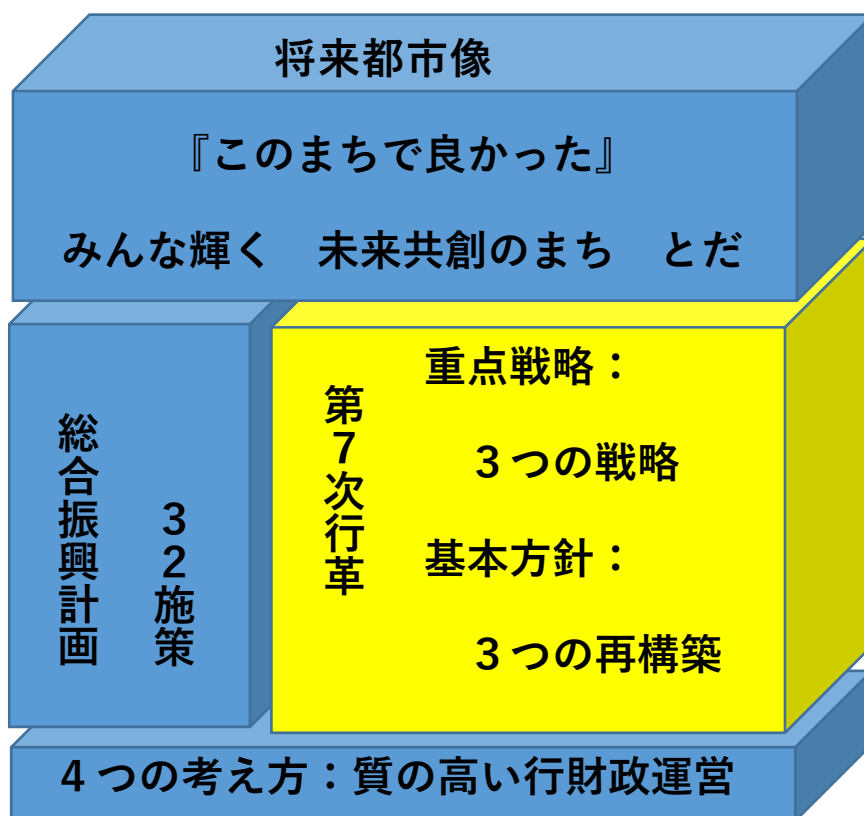 将来都市像
『このまちで良かった』
みんな輝く　未来共創のまち　とだ
総合振興計画
３２施策
第７次行革
重点戦略：
３つの戦略
基本方針：
３つの再構築
４つの考え方：質の高い行財政運営